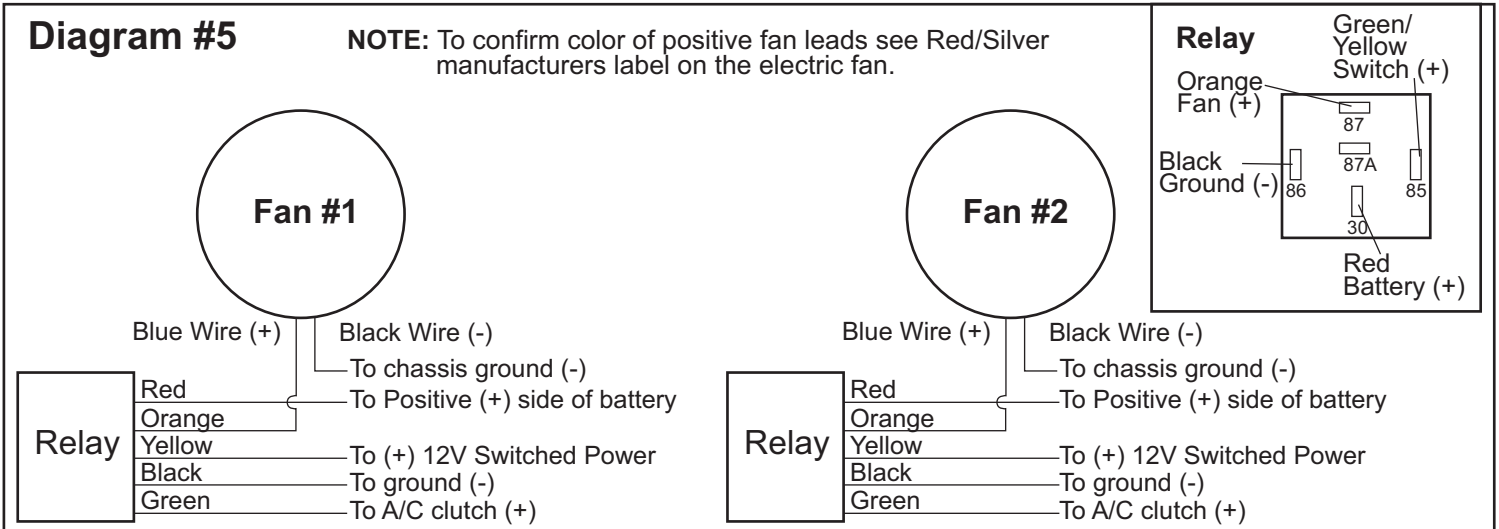 Diagram #5
NOTE: To confirm color of positive fan leads see Red/Silver
manufacturers label on the electric fan.
Relay
Green/
Yellow
Switch (+)
Orange
Fan (+)
87
87A
Black
Ground (-)
86
85
30
Red
Battery (+)
Fan #1
Blue Wire (+)
Black Wire (-)
To chassis ground (-)
Relay
Red
To Positive (+) side of battery
Orange
Yellow
To (+) 12V Switched Power
Black
To ground (-)
Green
To A/C clutch (+)
Fan #2
Blue Wire (+)
Black Wire (-)
To chassis ground (-)
Relay
Red
To Positive (+) side of battery
Orange
Yellow
To (+) 12V Switched Power
Black
To ground (-)
Green
To A/C clutch (+)